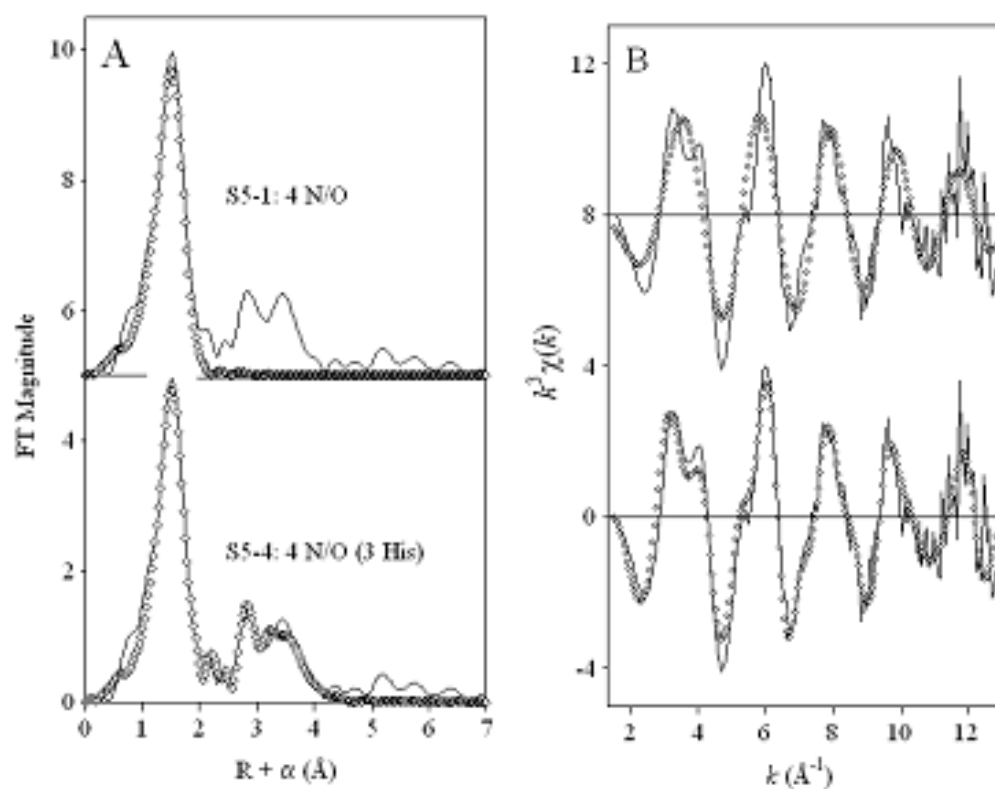 A
B
10
8
6
4
2
0
S5-1: 4 N/O
S5-4: 4 N/O (3 His)
FT Magnitude
0 1 2 3 4 5 6 7
R + α (Å)
12
8
4
0
-4
k³χ(k)
2 4 6 8 10 12
k (Å⁻¹)